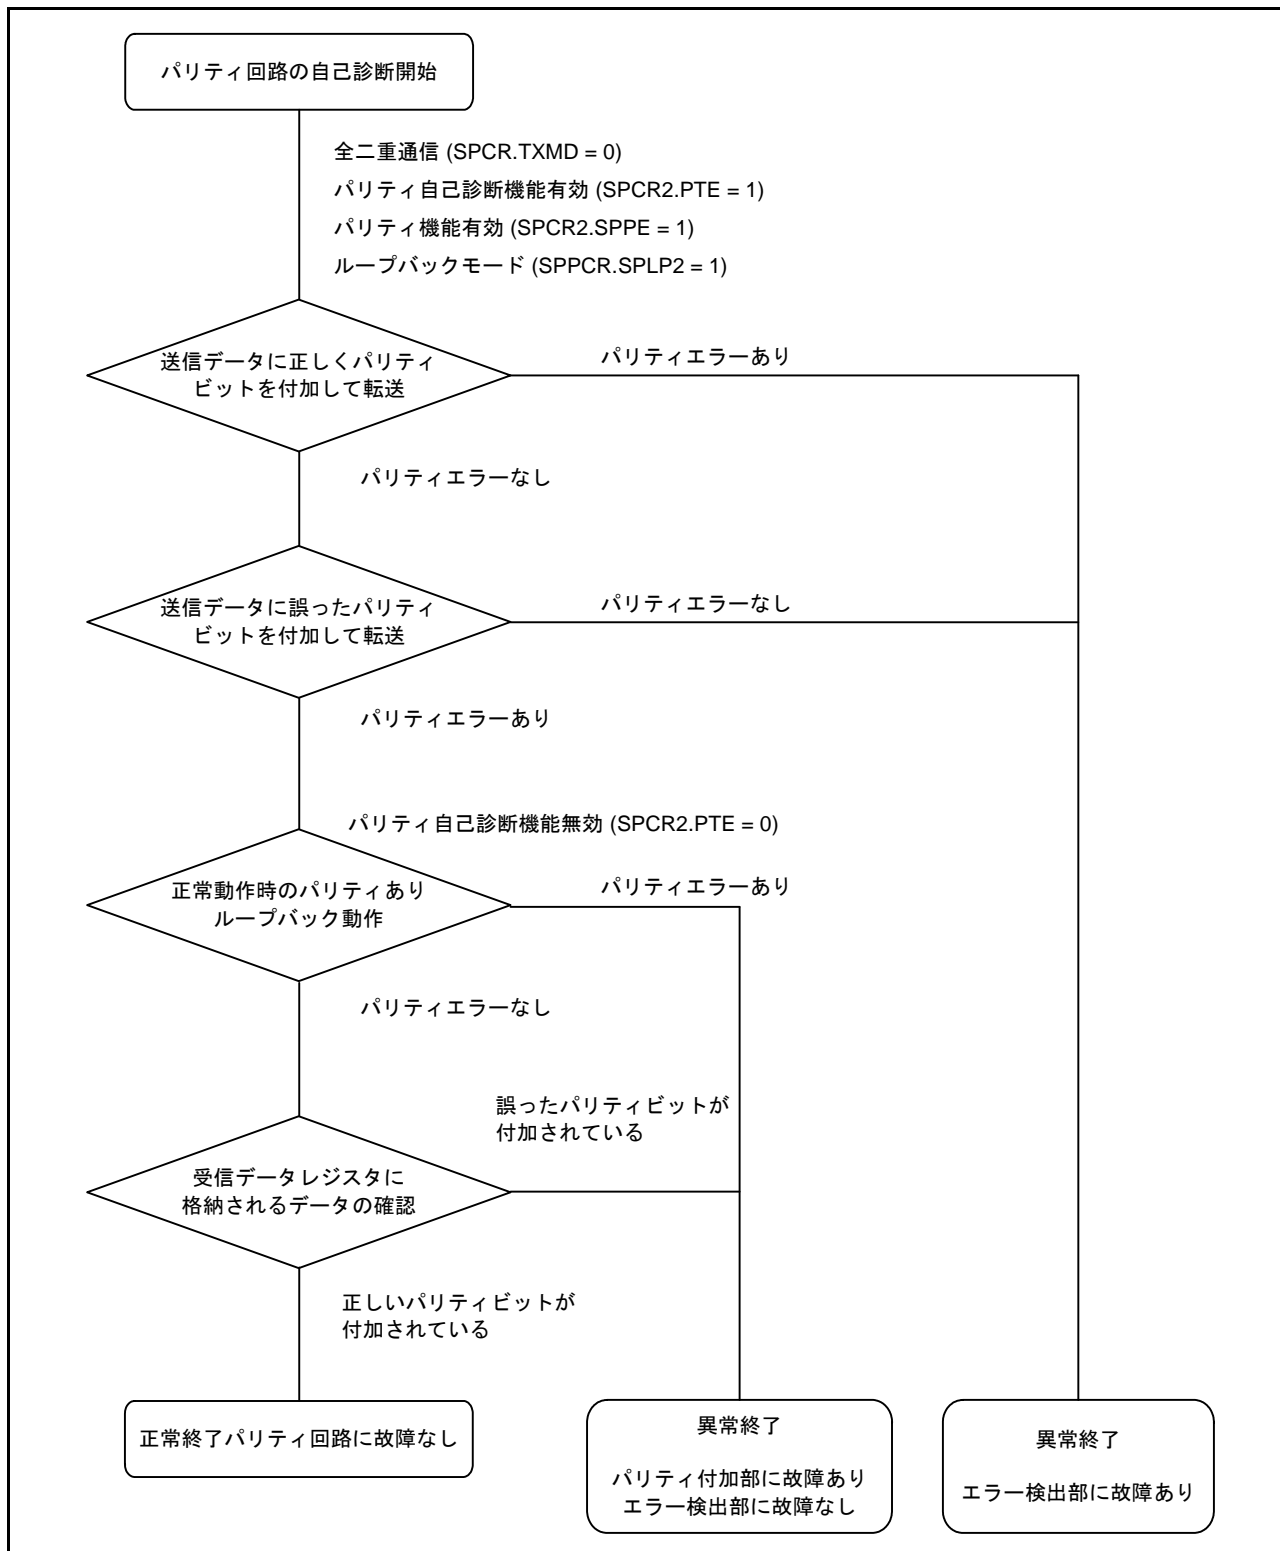 パリティ回路の自己診断開始
全二重通信 (SPCR.TXMD = 0)
パリティ自己診断機能有効 (SPCR2.PTE = 1)
パリティ機能有効 (SPCR2.SPPE = 1)
ループバックモード (SPPCR.SPLP2 = 1)
送信データに正しくパリティ
ビットを付加して転送
パリティエラーあり
パリティエラーなし
送信データに誤ったパリティ
ビットを付加して転送
パリティエラーなし
パリティエラーあり
パリティ自己診断機能無効 (SPCR2.PTE = 0)
正常動作時のパリティあり
ループバック動作
パリティエラーあり
パリティエラーなし
誤ったパリティビットが
付加されている
受信データレジスタに
格納されるデータの確認
正しいパリティビットが
付加されている
正常終了パリティ回路に故障なし
異常終了
パリティ付加部に故障あり
エラー検出部に故障なし
異常終了
エラー検出部に故障あり